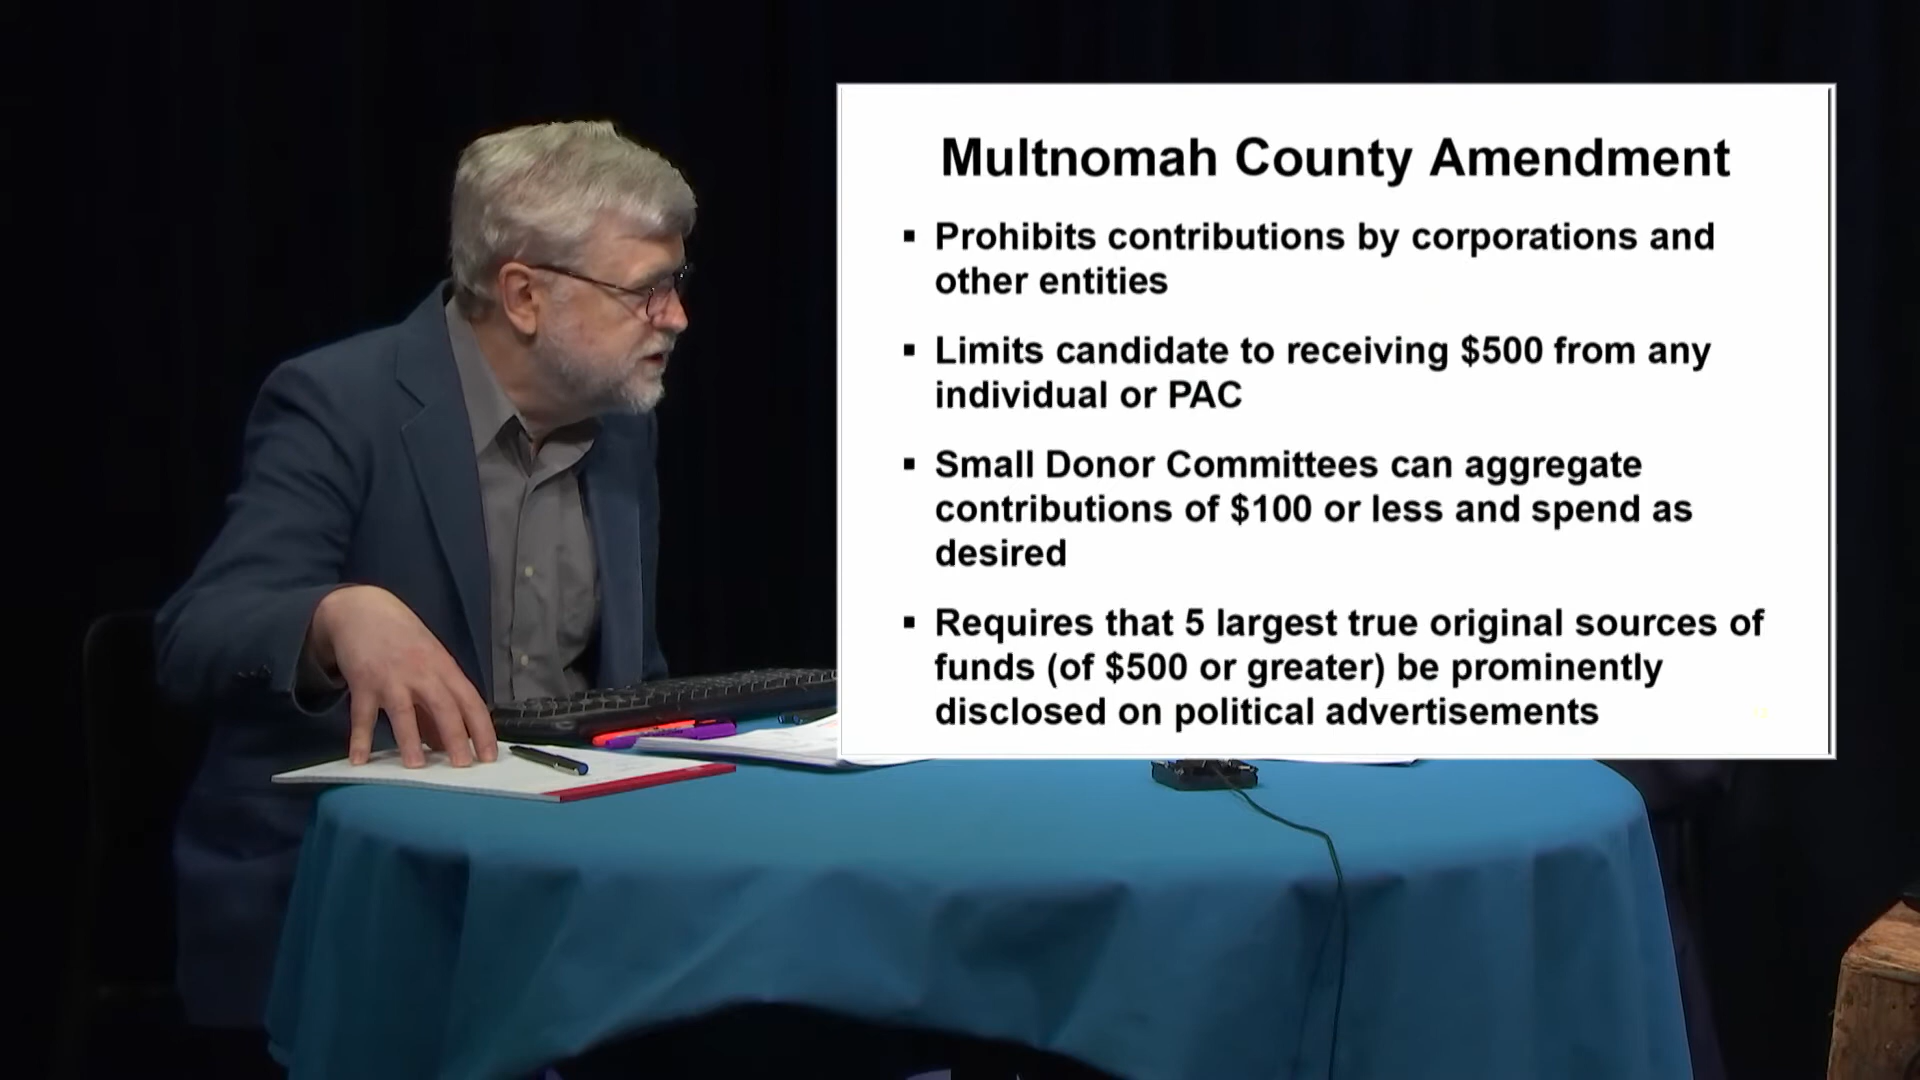 Multnomah County Amendment
▪ Prohibits contributions by corporations and
other entities
▪ Limits candidate to receiving $500 from any
individual or PAC
▪ Small Donor Committees can aggregate
contributions of $100 or less and spend as
desired
▪ Requires that 5 largest true original sources of
funds (of $500 or greater) be prominently
disclosed on political advertisements